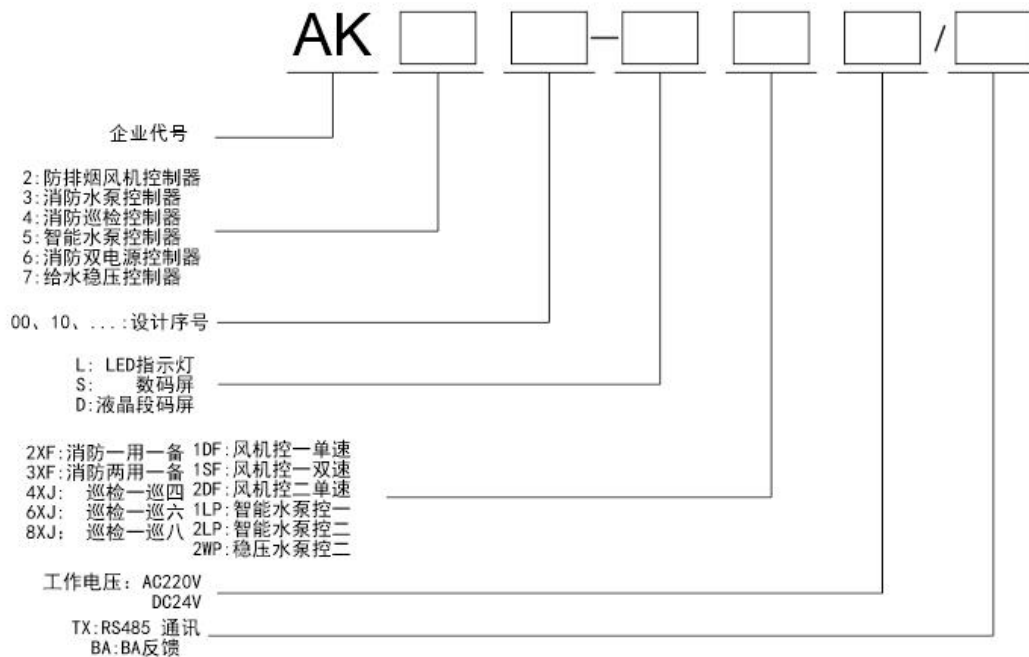 AK - /
企业代号
2:防排烟风机控制器
3:消防水泵控制器
4:消防巡检控制器
5:智能水泵控制器
6:消防双电源控制器
7:给水稳压控制器
00、10、...:设计序号
L: LED指示灯
S: 数码屏
D:液晶段码屏
2XF:消防一用一备
3XF:消防两用一备
4XJ: 巡检一巡四
6XJ: 巡检一巡六
8XJ: 巡检一巡八
1DF:风机控一单速
1SF:风机控一双速
2DF:风机控二单速
1LP:智能水泵控一
2LP:智能水泵控二
2WP:稳压水泵控二
工作电压: AC220V
DC24V
TX:RS485 通讯
BA:BA反馈